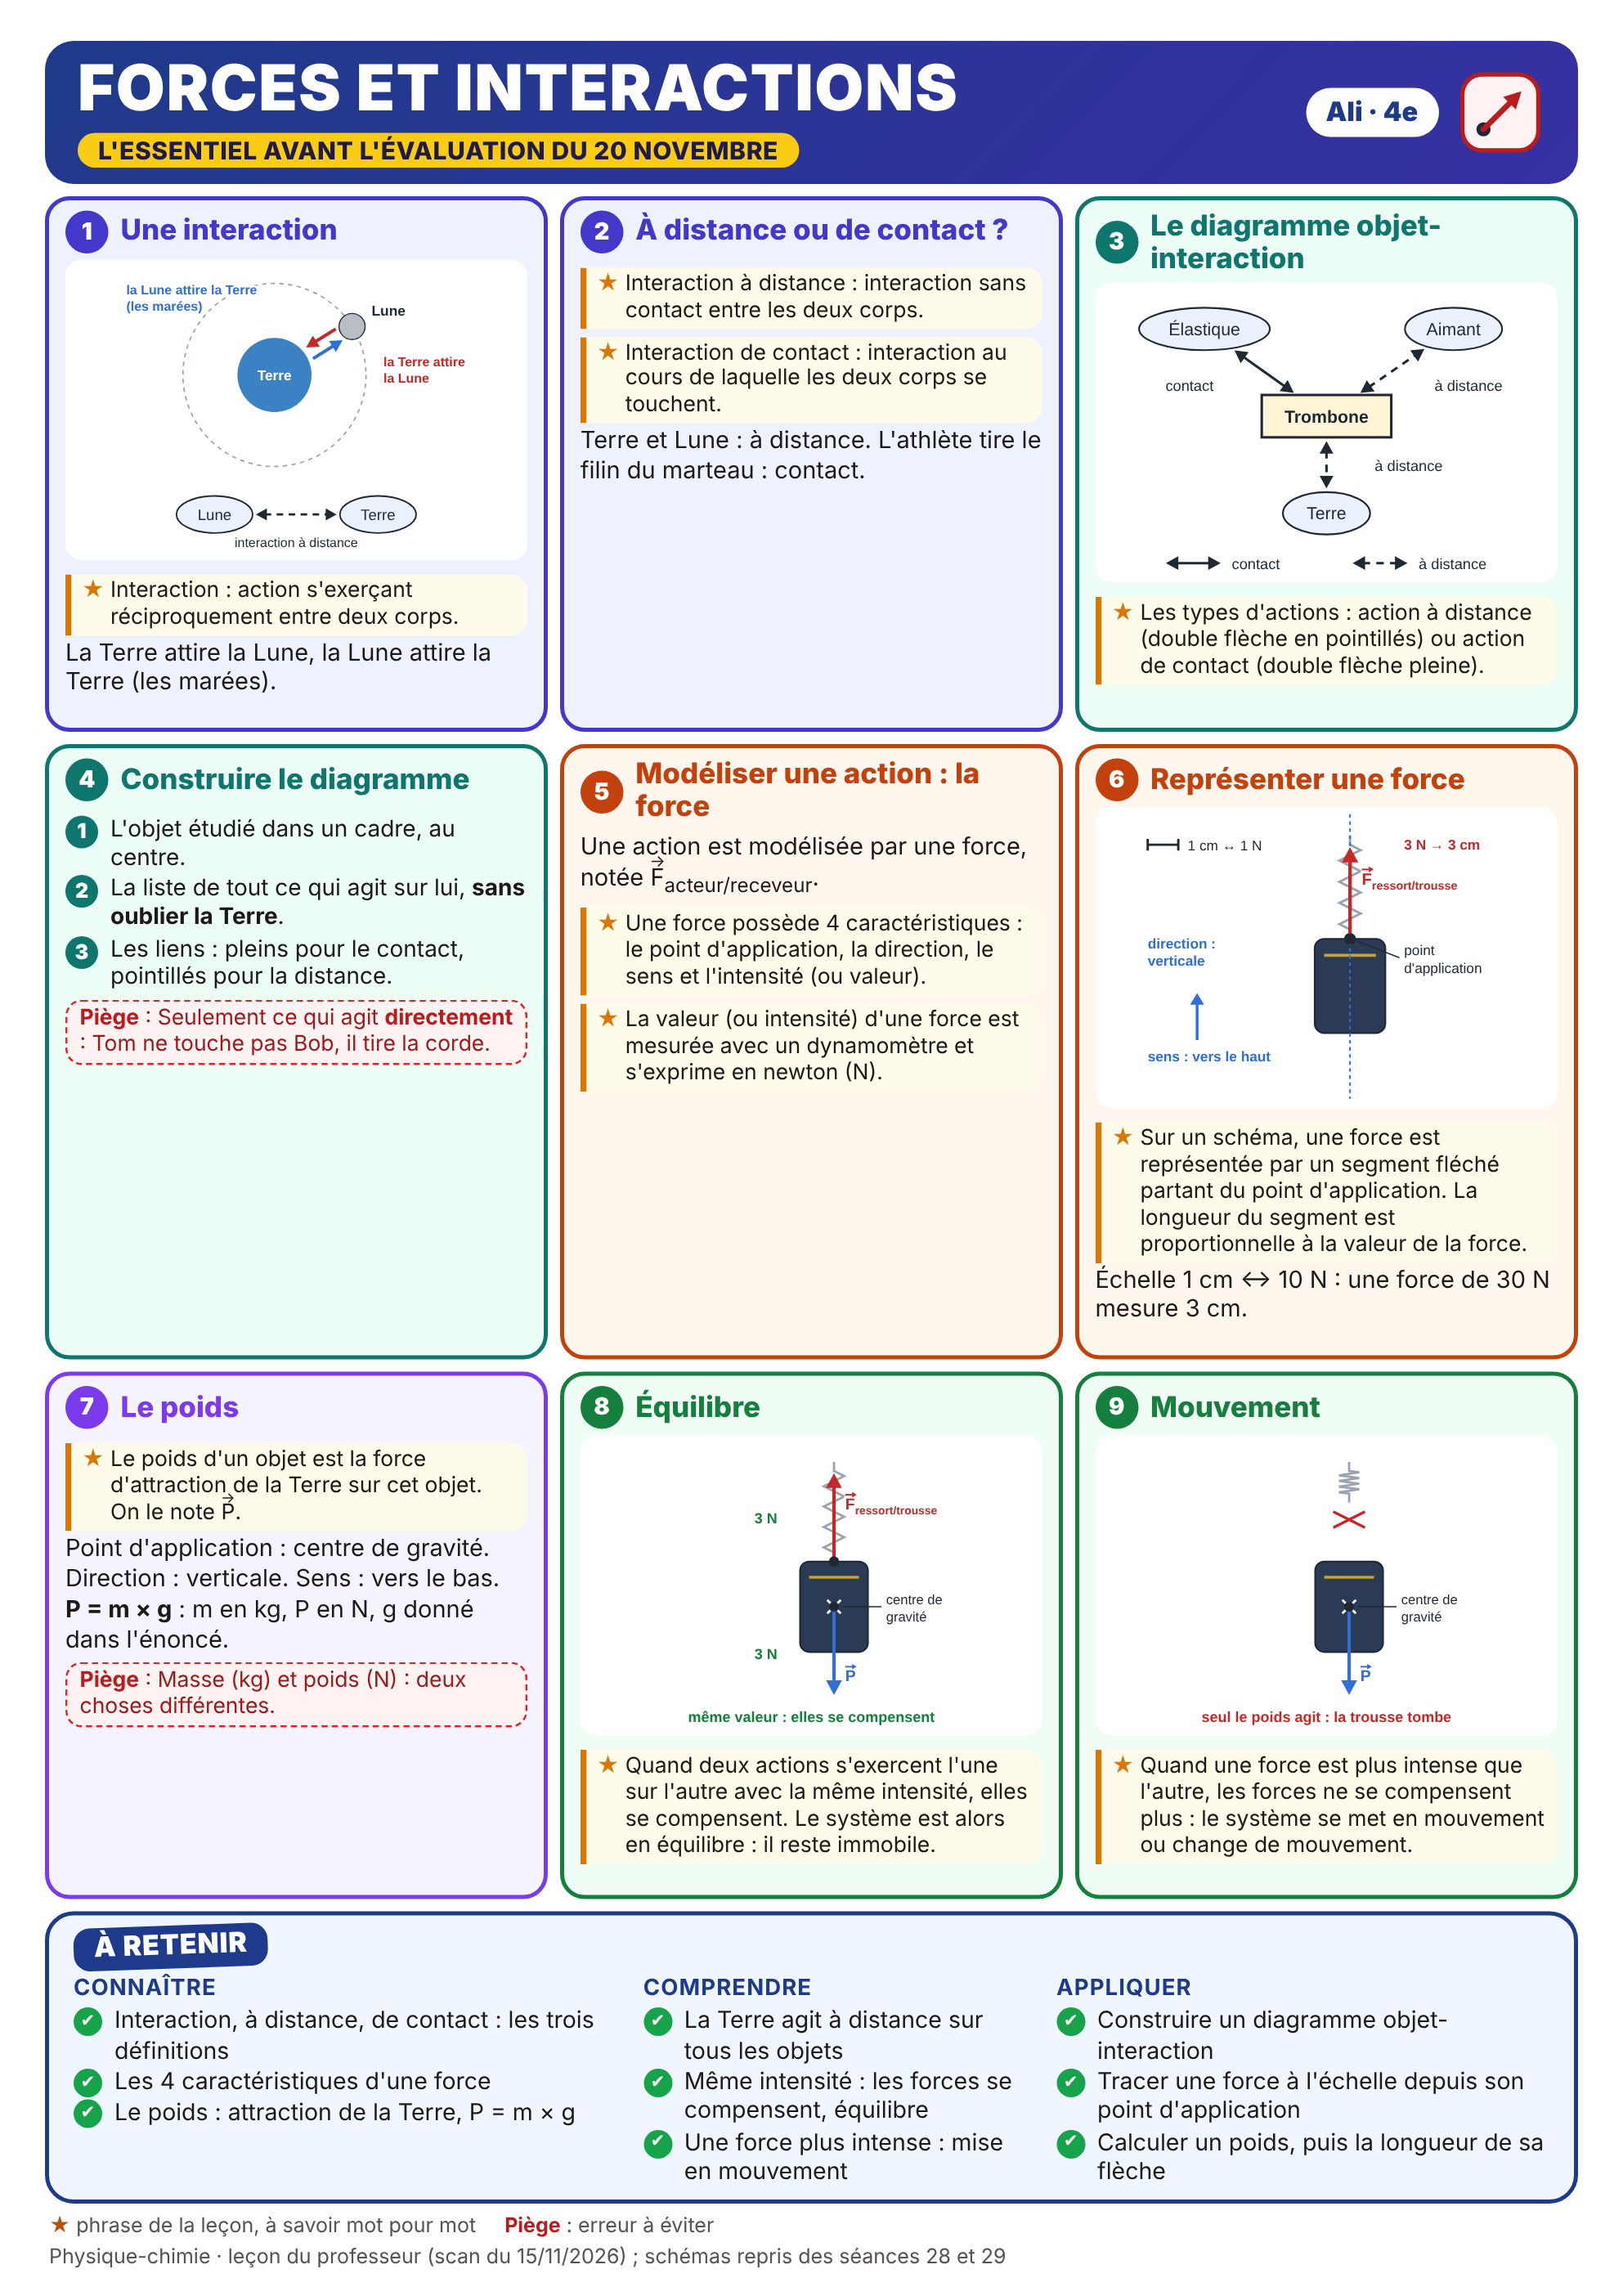 FORCES ET INTERACTIONS
L'ESSENTIEL AVANT L'ÉVALUATION DU 20 NOVEMBRE
Ali · 4e
1 Une interaction
la Lune attire la Terre
(les marées)
Lune
Terre
la Terre attire
la Lune
Lune
Terre
interaction à distance
★ Interaction : action s'exerçant
réciproquement entre deux corps.
La Terre attire la Lune, la Lune attire la
Terre (les marées).
2 À distance ou de contact ?
★ Interaction à distance : interaction sans
contact entre les deux corps.
★ Interaction de contact : interaction au
cours de laquelle les deux corps se
touchent.
Terre et Lune : à distance. L'athlète tire le
filin du marteau : contact.
3 Le diagramme objet-
interaction
Élastique
Aimant
contact
à distance
Trombone
à distance
Terre
contact
à distance
★ Les types d'actions : action à distance
(double flèche en pointillés) ou action
de contact (double flèche pleine).
4 Construire le diagramme
1 L'objet étudié dans un cadre, au
centre.
2 La liste de tout ce qui agit sur lui, sans
oublier la Terre.
3 Les liens : pleins pour le contact,
pointillés pour la distance.
Piège : Seulement ce qui agit directement
: Tom ne touche pas Bob, il tire la corde.
5 Modéliser une action : la
force
Une action est modélisée par une force,
notée F⃗acteur/receveur.
★ Une force possède 4 caractéristiques :
le point d'application, la direction, le
sens et l'intensité (ou valeur).
★ La valeur (ou intensité) d'une force est
mesurée avec un dynamomètre et
s'exprime en newton (N).
6 Représenter une force
1 cm ↔ 1 N
3 N → 3 cm
F⃗ressort/trousse
direction :
verticale
point
d'application
sens : vers le haut
★ Sur un schéma, une force est
représentée par un segment fléché
partant du point d'application. La
longueur du segment est
proportionnelle à la valeur de la force.
Échelle 1 cm ↔ 10 N : une force de 30 N
mesure 3 cm.
7 Le poids
★ Le poids d'un objet est la force
d'attraction de la Terre sur cet objet.
On le note P⃗.
Point d'application : centre de gravité.
Direction : verticale. Sens : vers le bas.
P = m × g : m en kg, P en N, g donné
dans l'énoncé.
Piège : Masse (kg) et poids (N) : deux
choses différentes.
8 Équilibre
F⃗ressort/trousse
3 N
centre de
gravité
3 N
P⃗
même valeur : elles se compensent
★ Quand deux actions s'exercent l'une
sur l'autre avec la même intensité, elles
se compensent. Le système est alors
en équilibre : il reste immobile.
9 Mouvement
centre de
gravité
P⃗
seul le poids agit : la trousse tombe
★ Quand une force est plus intense que
l'autre, les forces ne se compensent
plus : le système se met en mouvement
ou change de mouvement.
À RETENIR
CONNAÎTRE
✔ Interaction, à distance, de contact : les trois
définitions
✔ Les 4 caractéristiques d'une force
✔ Le poids : attraction de la Terre, P = m × g
COMPRENDRE
✔ La Terre agit à distance sur
tous les objets
✔ Même intensité : les forces se
compensent, équilibre
✔ Une force plus intense : mise
en mouvement
APPLIQUER
✔ Construire un diagramme objet-
interaction
✔ Tracer une force à l'échelle depuis son
point d'application
✔ Calculer un poids, puis la longueur de sa
flèche
★ phrase de la leçon, à savoir mot pour mot Piège : erreur à éviter
Physique-chimie · leçon du professeur (scan du 15/11/2026) ; schémas repris des séances 28 et 29